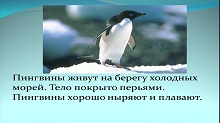 Пингвины живут на берегу холодных
морей. Тело покрыто перьями.
Пингвины хорошо ныряют и плавают.